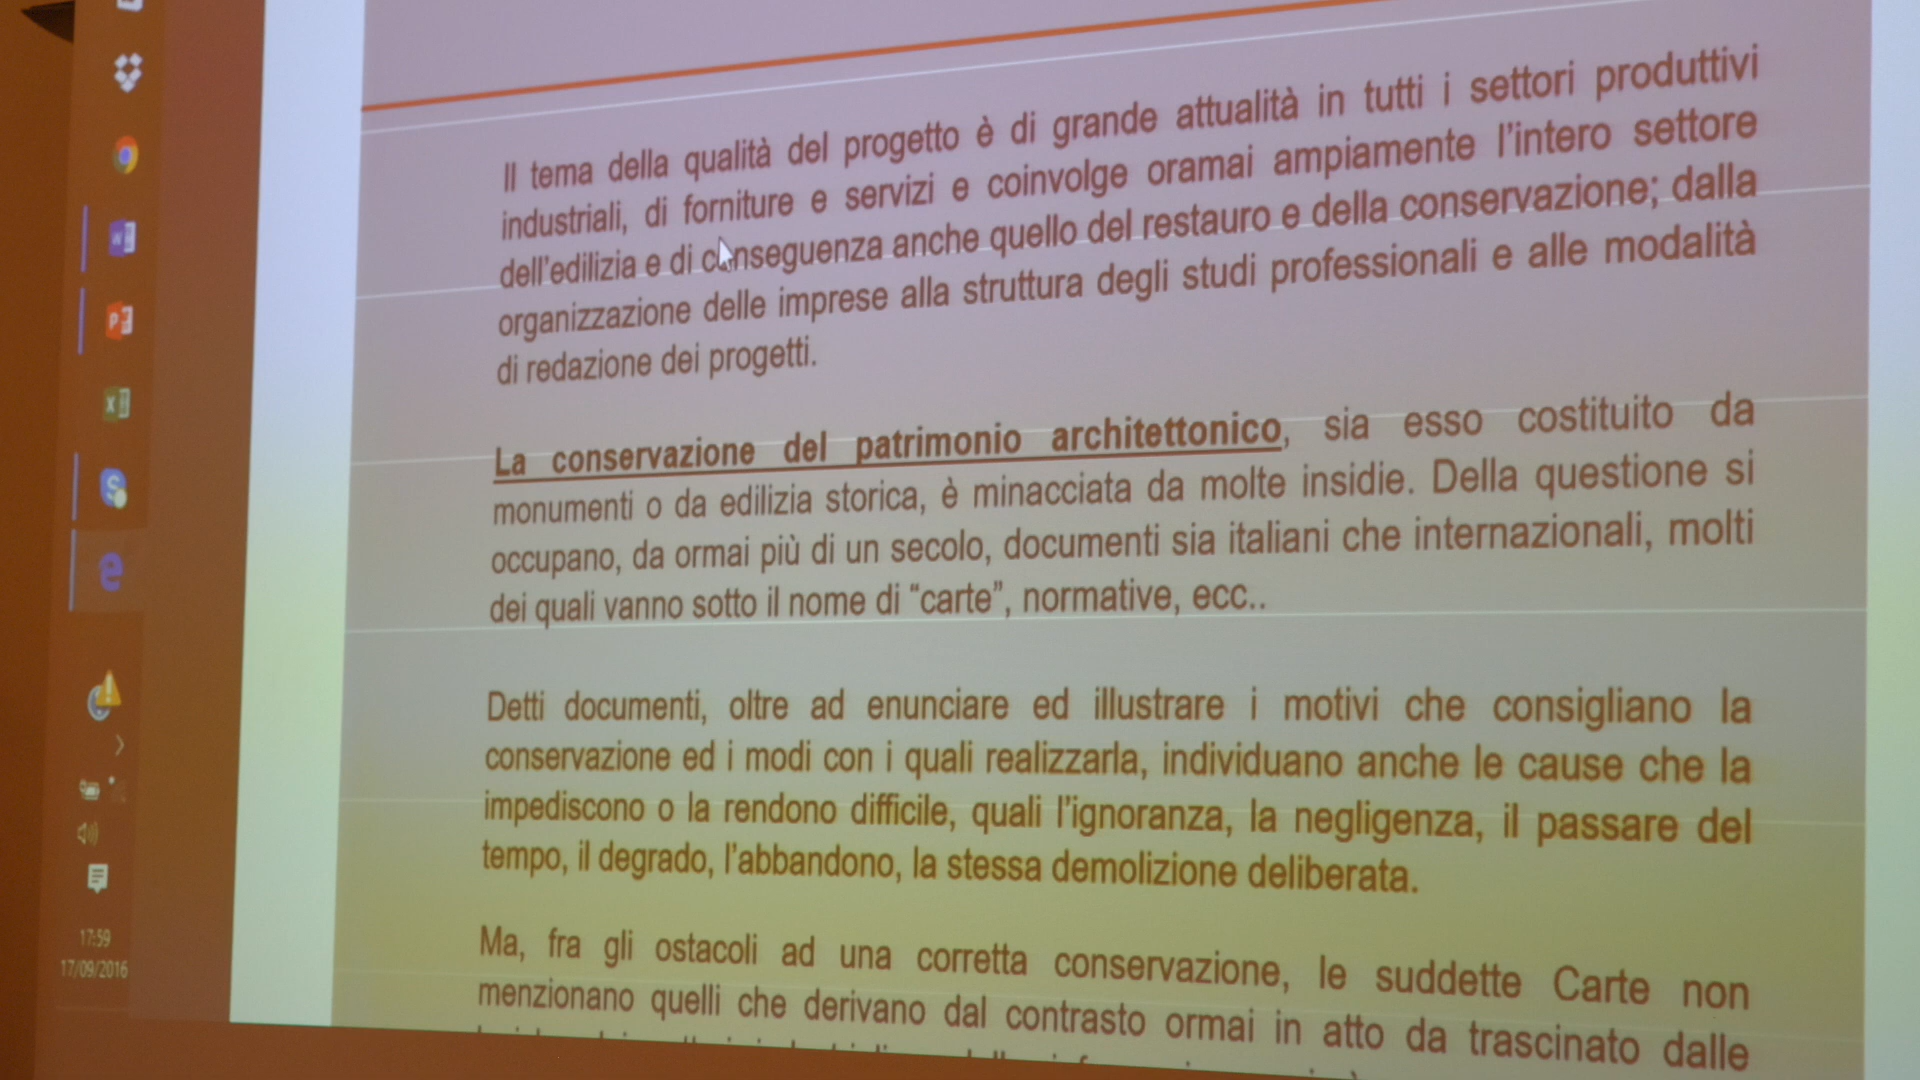 Il tema della qualità del progetto è di grande attualità in tutti i settori produttivi
industriali, di forniture e servizi e coinvolge oramai ampiamente l'intero settore
dell'edilizia e di conseguenza anche quello del restauro e della conservazione; dalla
organizzazione delle imprese alla struttura degli studi professionali e alle modalità
di redazione dei progetti.
La conservazione del patrimonio architettonico, sia esso costituito da
monumenti o da edilizia storica, è minacciata da molte insidie. Della questione si
occupano, da ormai più di un secolo, documenti sia italiani che internazionali, molti
dei quali vanno sotto il nome di “carte”, normative, ecc..
Detti documenti, oltre ad enunciare ed illustrare i motivi che consigliano la
conservazione ed i modi con i quali realizzarla, individuano anche le cause che la
impediscono o la rendono difficile, quali l'ignoranza, la negligenza, il passare del
tempo, il degrado, l'abbandono, la stessa demolizione deliberata.
Ma, fra gli ostacoli ad una corretta conservazione, le suddette Carte non
menzionano quelli che derivano dal contrasto ormai in atto da trascinato dalle
17:59
17/09/2016